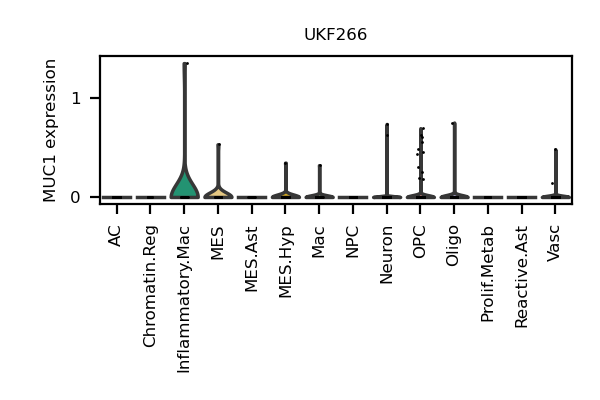 UKF266
MUC1 expression
1
0
AC
Chromatin.Reg
Inflammatory.Mac
MES
MES.Ast
MES.Hyp
Mac
NPC
Neuron
OPC
Oligo
Prolif.Metab
Reactive.Ast
Vasc